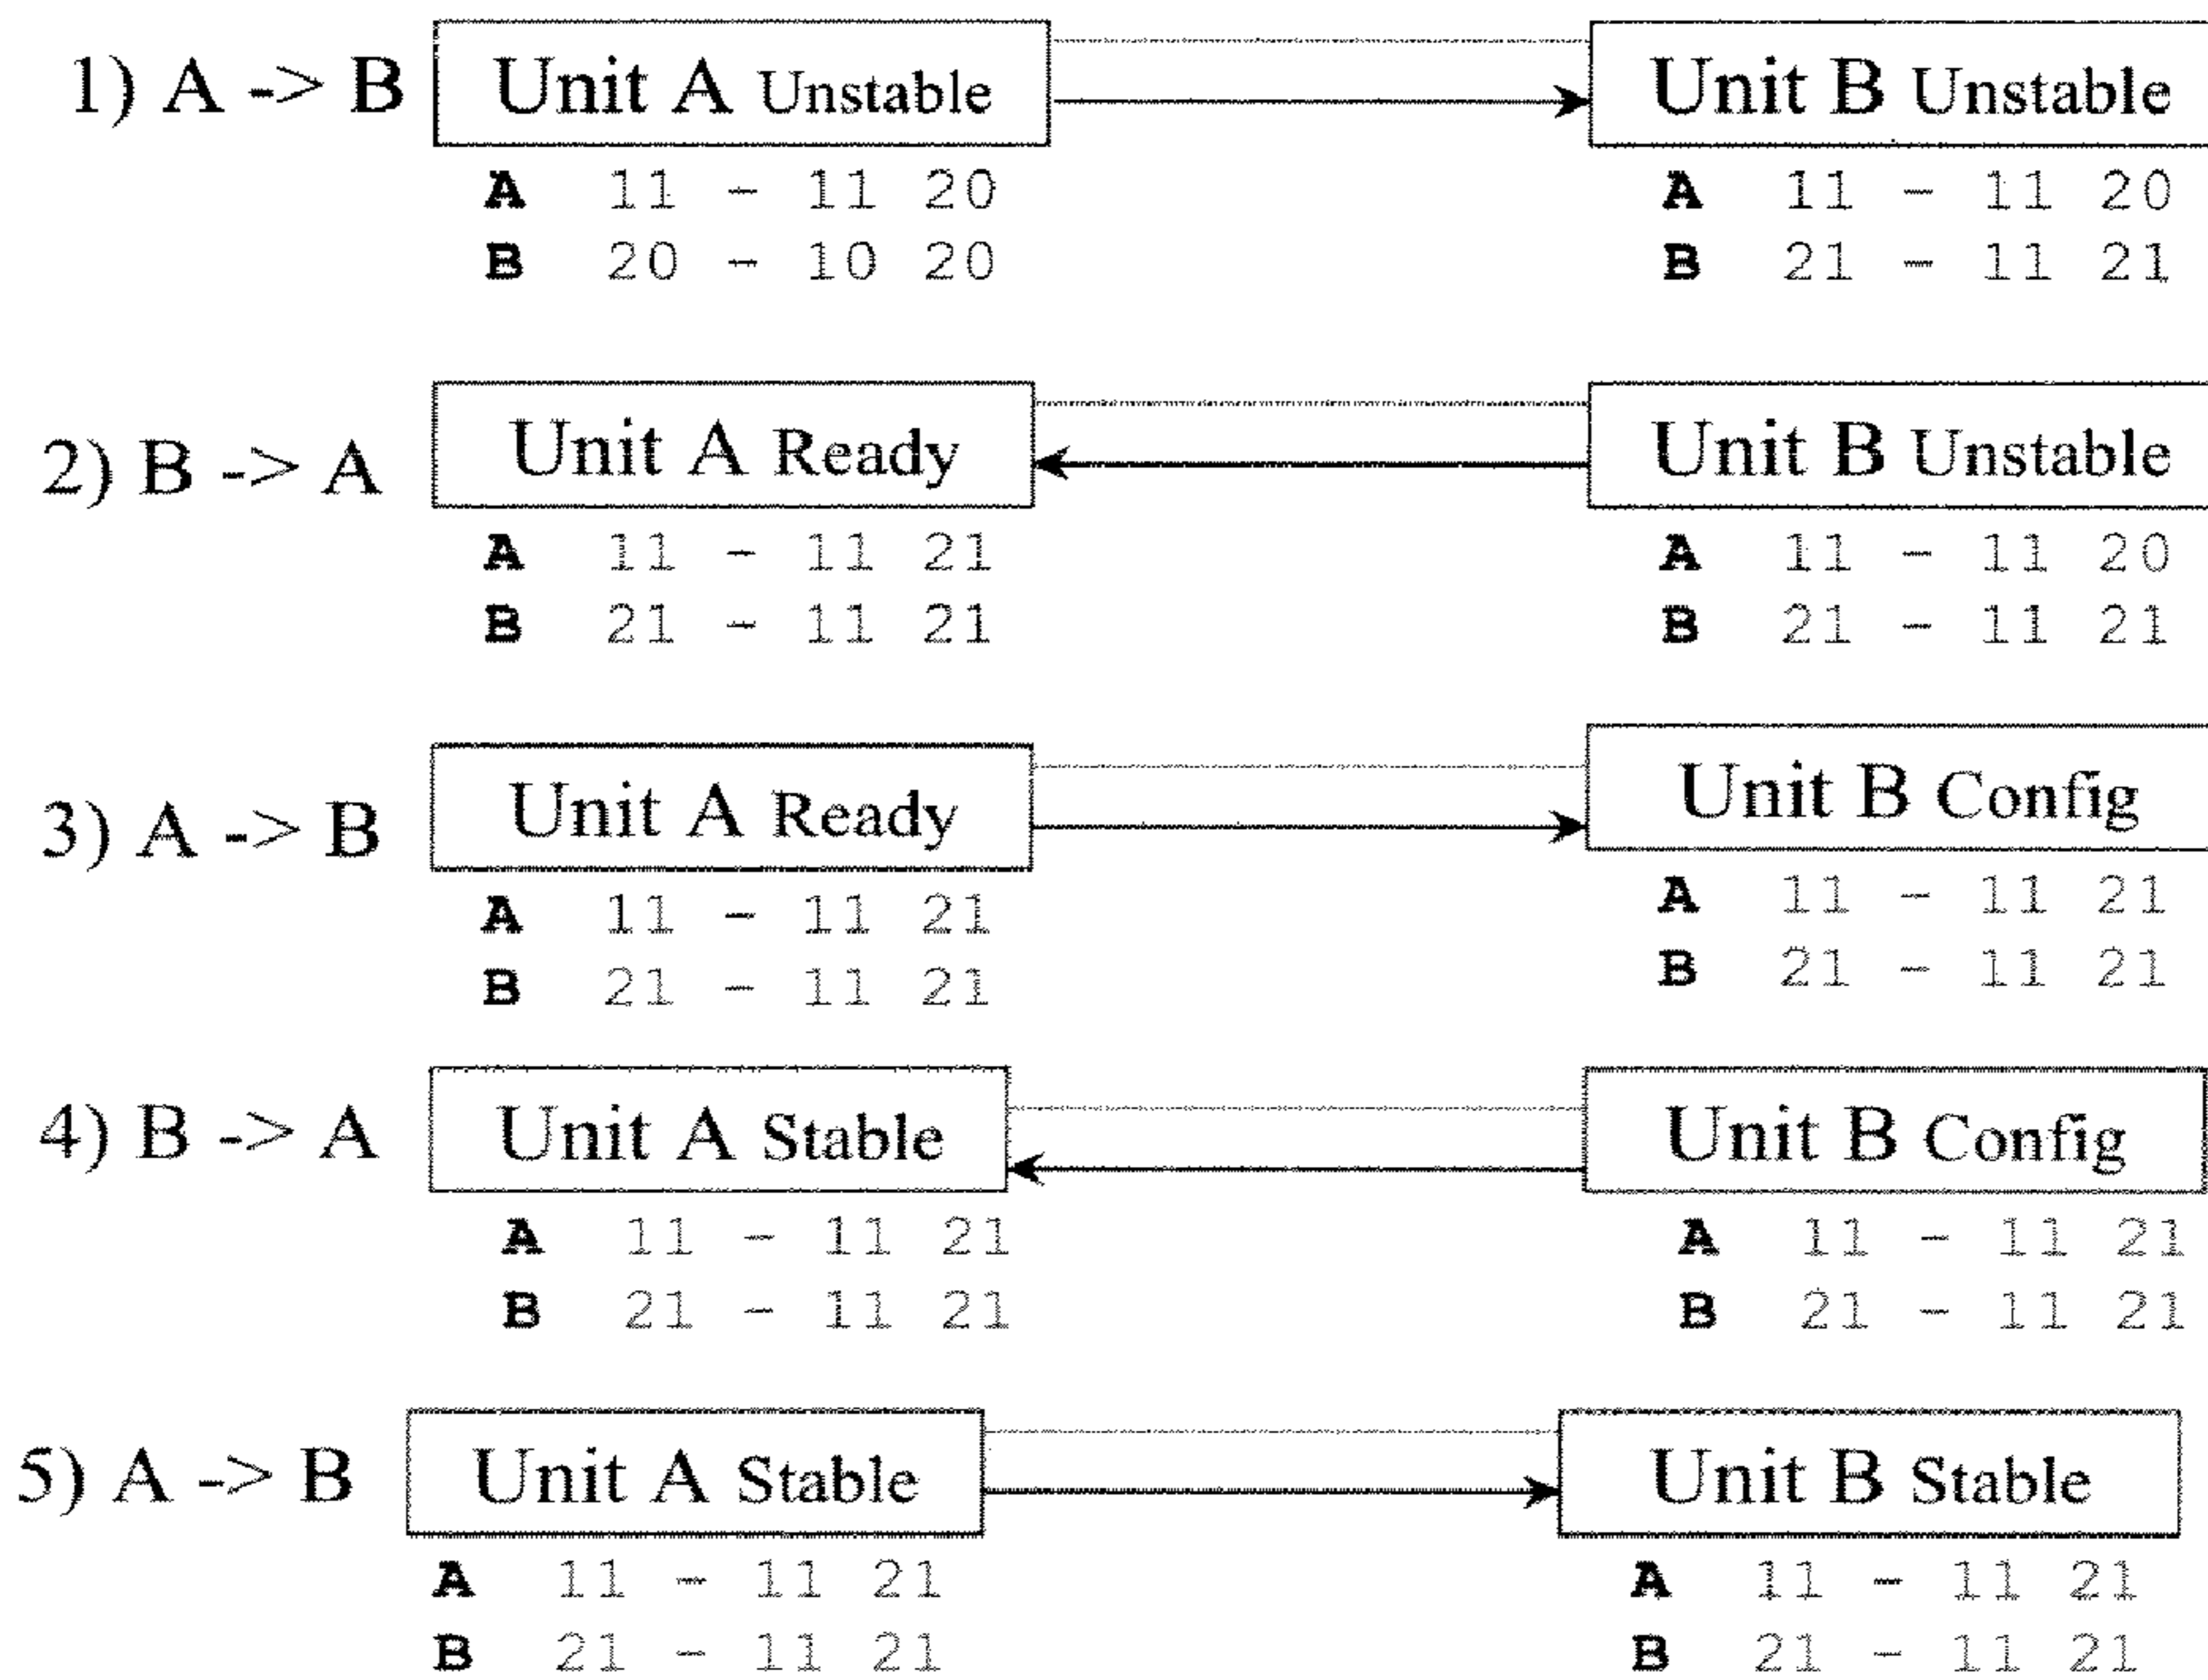 1) A -> B Unit A Unstable Unit B Unstable
A 11 - 11 20 A 11 - 11 20
B 20 - 10 20 B 21 - 11 21
2) B -> A Unit A Ready Unit B Unstable
A 11 - 11 21 A 11 - 11 20
B 21 - 11 21 B 21 - 11 21
3) A -> B Unit A Ready Unit B Config
A 11 - 11 21 A 11 - 11 21
B 21 - 11 21 B 21 - 11 21
4) B -> A Unit A Stable Unit B Config
A 11 - 11 21 A 11 - 11 21
B 21 - 11 21 B 21 - 11 21
5) A -> B Unit A Stable Unit B Stable
A 11 - 11 21 A 11 - 11 21
B 21 - 11 21 B 21 - 11 21